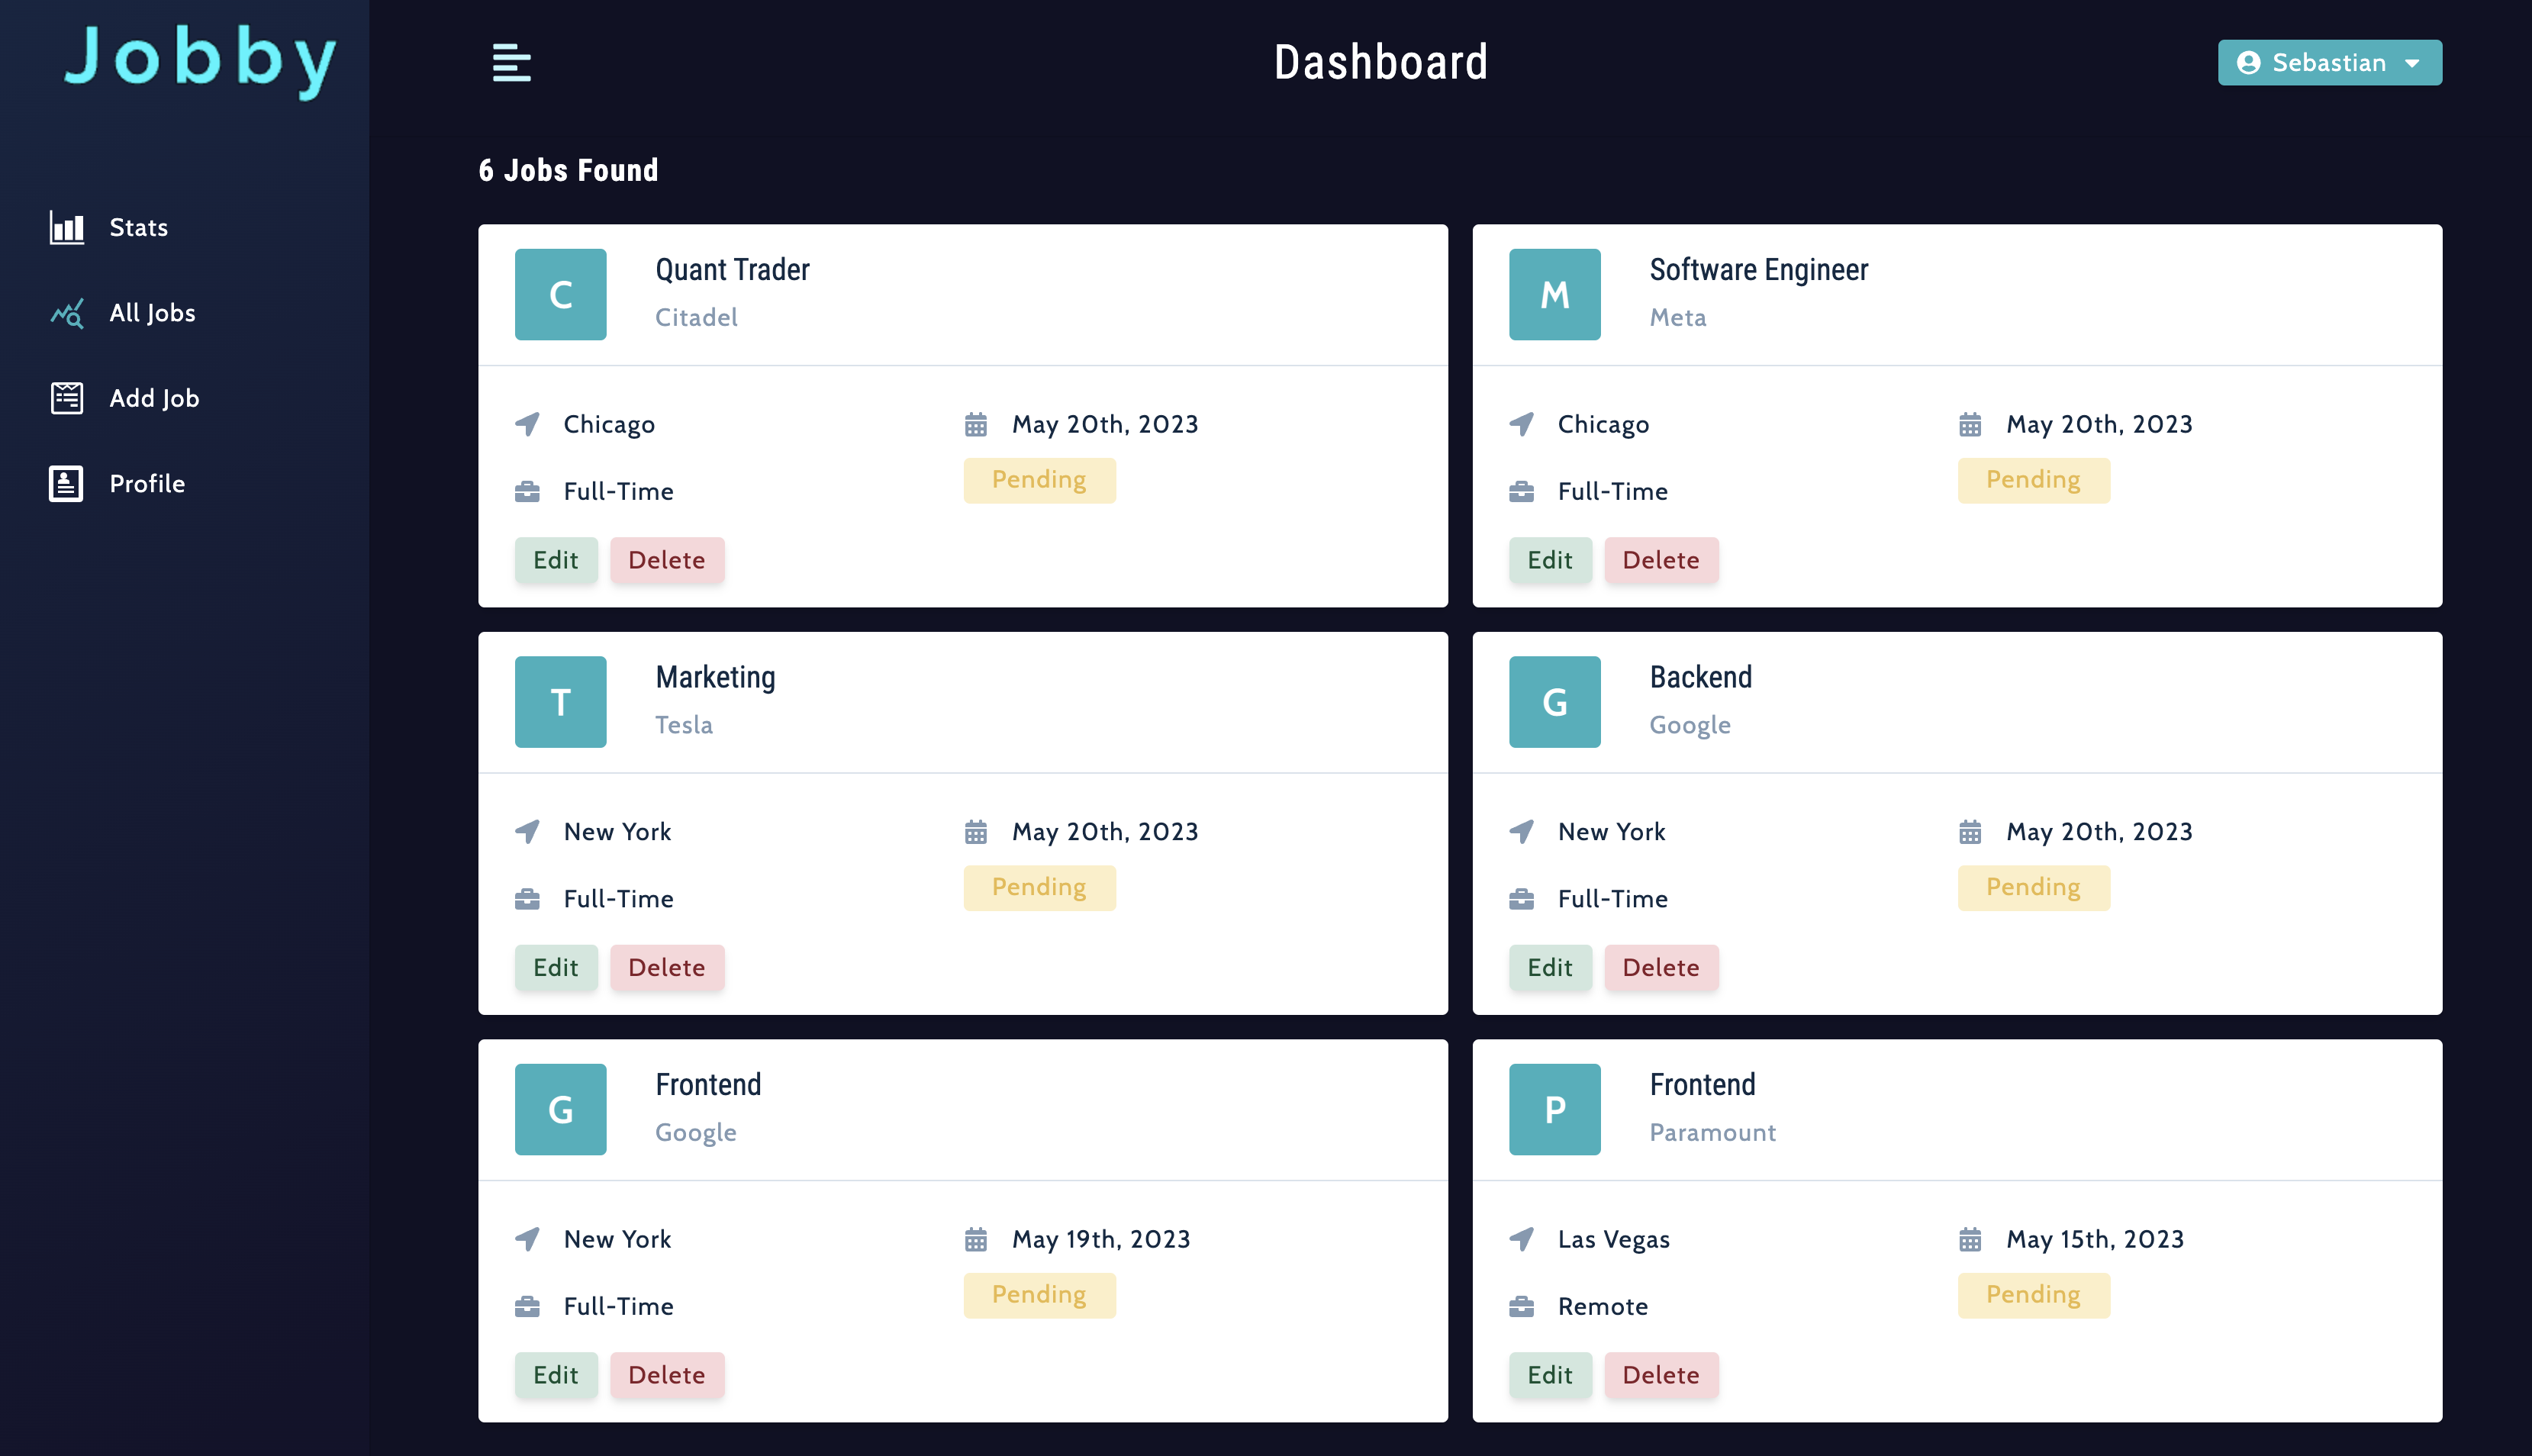 Jobby
Dashboard
Sebastian
Stats
All Jobs
Add Job
Profile
6 Jobs Found
C
Quant Trader
Citadel
Chicago
May 20th, 2023
Full-Time
Pending
Edit
Delete
M
Software Engineer
Meta
Chicago
May 20th, 2023
Full-Time
Pending
Edit
Delete
T
Marketing
Tesla
New York
May 20th, 2023
Full-Time
Pending
Edit
Delete
G
Backend
Google
New York
May 20th, 2023
Full-Time
Pending
Edit
Delete
G
Frontend
Google
New York
May 19th, 2023
Full-Time
Pending
Edit
Delete
P
Frontend
Paramount
Las Vegas
May 15th, 2023
Remote
Pending
Edit
Delete